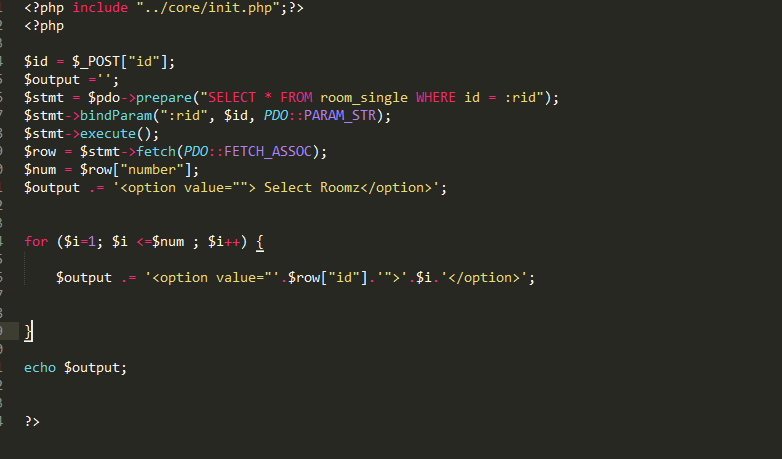 <?php include "../core/init.php";?>
<?php
$id = $_POST["id"];
$output ='';
$stmt = $pdo->prepare("SELECT * FROM room_single WHERE id = :rid");
$stmt->bindParam(":rid", $id, PDO::PARAM_STR);
$stmt->execute();
$row = $stmt->fetch(PDO::FETCH_ASSOC);
$num = $row["number"];
$output .= '<option value=""> Select Roomz</option>';
for ($i=1; $i <=$num ; $i++) {
$output .= '<option value="'.$row["id"].'">'.$i.'</option>';
}
echo $output;
?>